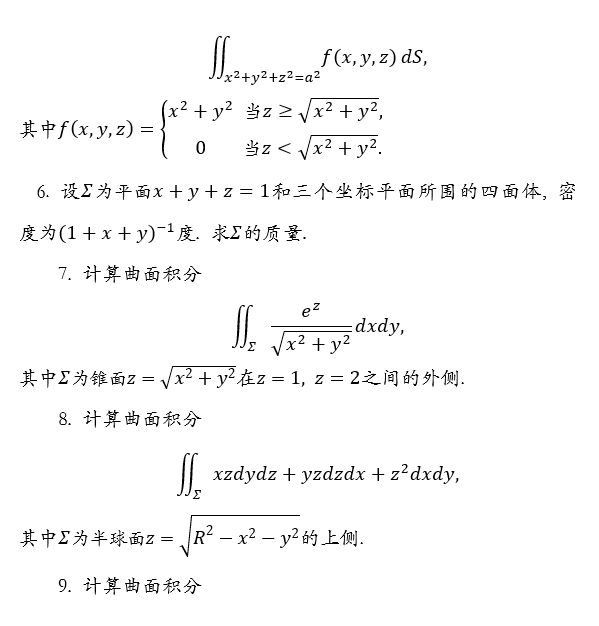 ∬_{x²+y²+z²=a²} f(x, y, z) dS,
其中f(x, y, z) = { x² + y² 当z ≥ √(x² + y²),
0 当z < √(x² + y²).
6. 设Σ为平面x + y + z = 1和三个坐标平面所围的四面体, 密
度为(1 + x + y)⁻¹度. 求Σ的质量.
7. 计算曲面积分
∬_Σ e^z/√(x² + y²) dxdy,
其中Σ为锥面z = √(x² + y²)在z = 1, z = 2之间的外侧.
8. 计算曲面积分
∬_Σ xzdydz + yzdzdx + z²dxdy,
其中Σ为半球面z = √(R² − x² − y²)的上侧.
9. 计算曲面积分